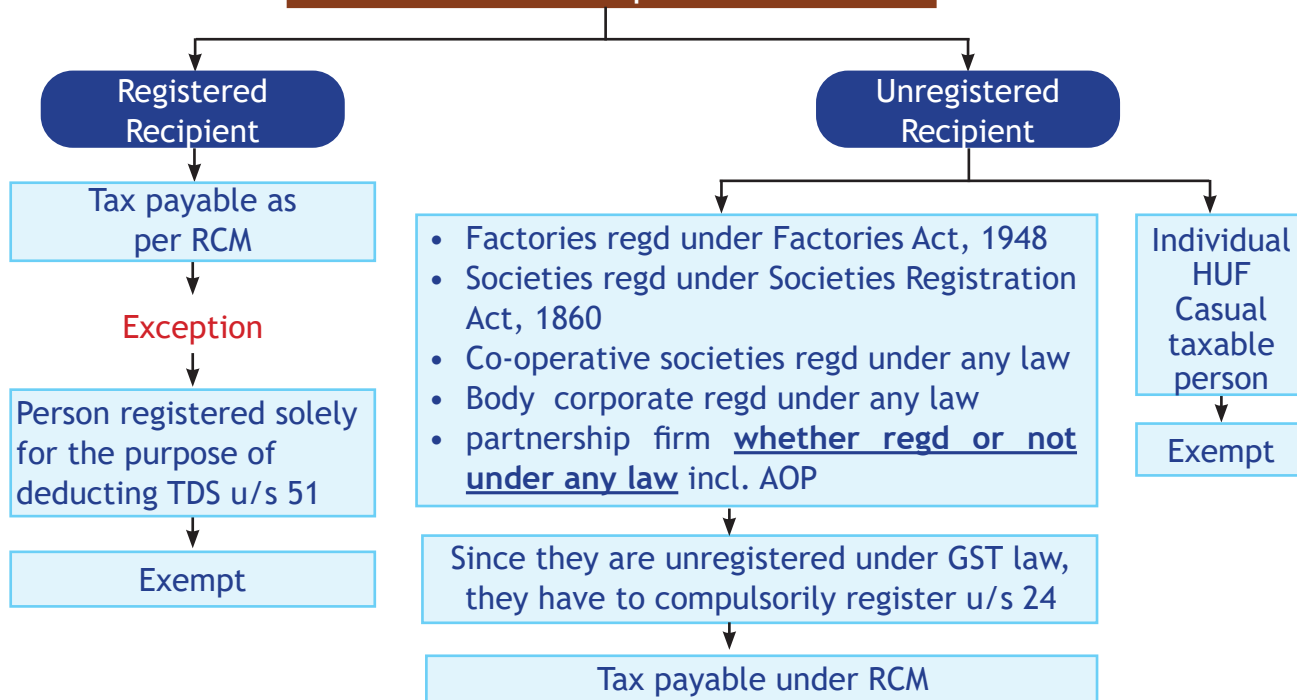 Registered
Recipient
Tax payable as
per RCM
Exception
Person registered solely
for the purpose of
deducting TDS u/s 51
Exempt
Unregistered
Recipient
• Factories regd under Factories Act, 1948
• Societies regd under Societies Registration
Act, 1860
• Co-operative societies regd under any law
• Body corporate regd under any law
• partnership firm whether regd or not
under any law incl. AOP
Since they are unregistered under GST law,
they have to compulsorily register u/s 24
Tax payable under RCM
Individual
HUF
Casual
taxable
person
Exempt